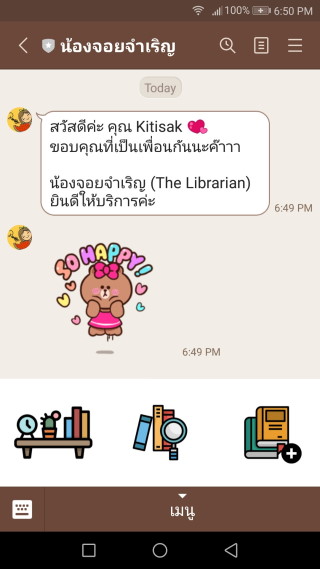 100% 6:50 PM
น้องจอยจำเริญ
Today
สวัสดีค่ะ คุณ Kitisak
ขอบคุณที่เป็นเพื่อนกันนะค๊าาา
น้องจอยจำเริญ (The Librarian)
ยินดีให้บริการค่ะ
6:49 PM
SO HAPPY!
6:49 PM
เมนู